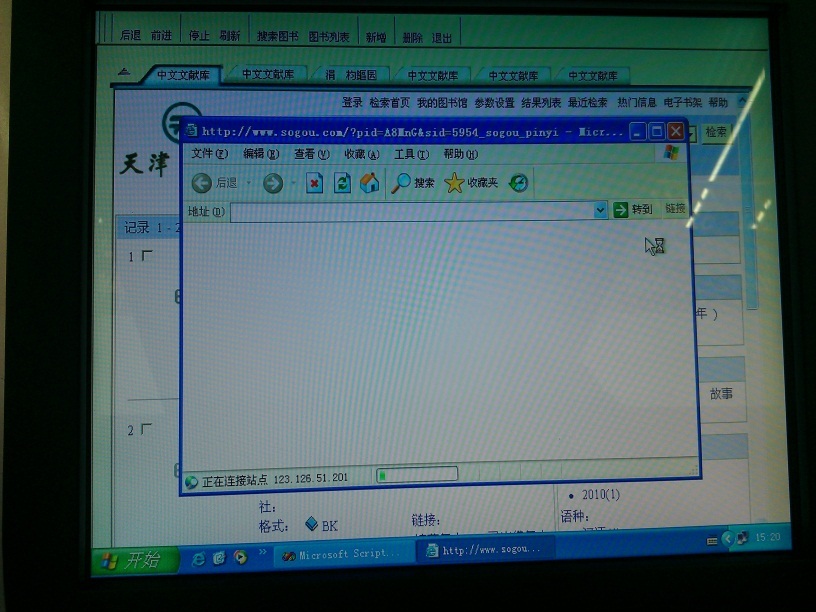 后退 前进 停止 刷新 搜索图书 图书列表 新增 删除 退出
中文文献库 中文文献库 中文文献库 中文文献库 中文文献库
登录 检索首页 我的图书馆 参数设置 结果列表 最近检索 热门信息 电子书架 帮助
天津
检索
http://www.sogou.com/?pid=A8MnG&sid=5954_sogou_pinyi - Micr...
文件(F) 编辑(E) 查看(V) 收藏(A) 工具(T) 帮助(H)
后退 搜索 收藏夹
地址(D) 转到 链接
记录 1 - 2
1
年 )
故事
2
正在连接站点 123.126.51.201
2010(1)
社:
语种:
格式: BK 链接:
开始 Microsoft Script... http://www.sogou... 15:20